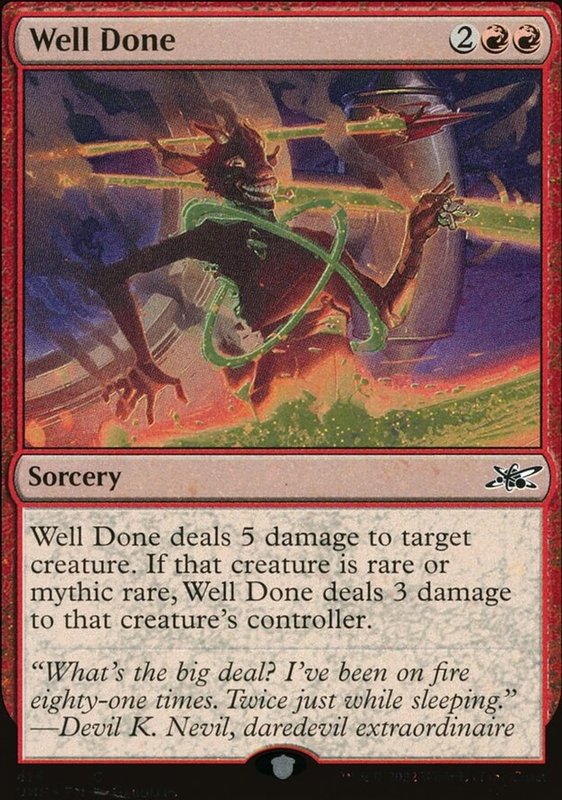 Well Done
2
Sorcery
Well Done deals 5 damage to target
creature. If that creature is rare or
mythic rare, Well Done deals 3 damage
to that creature's controller.
“What's the big deal? I've been on fire
eighty-one times. Twice just while sleeping.”
—Devil K. Nevil, daredevil extraordinaire